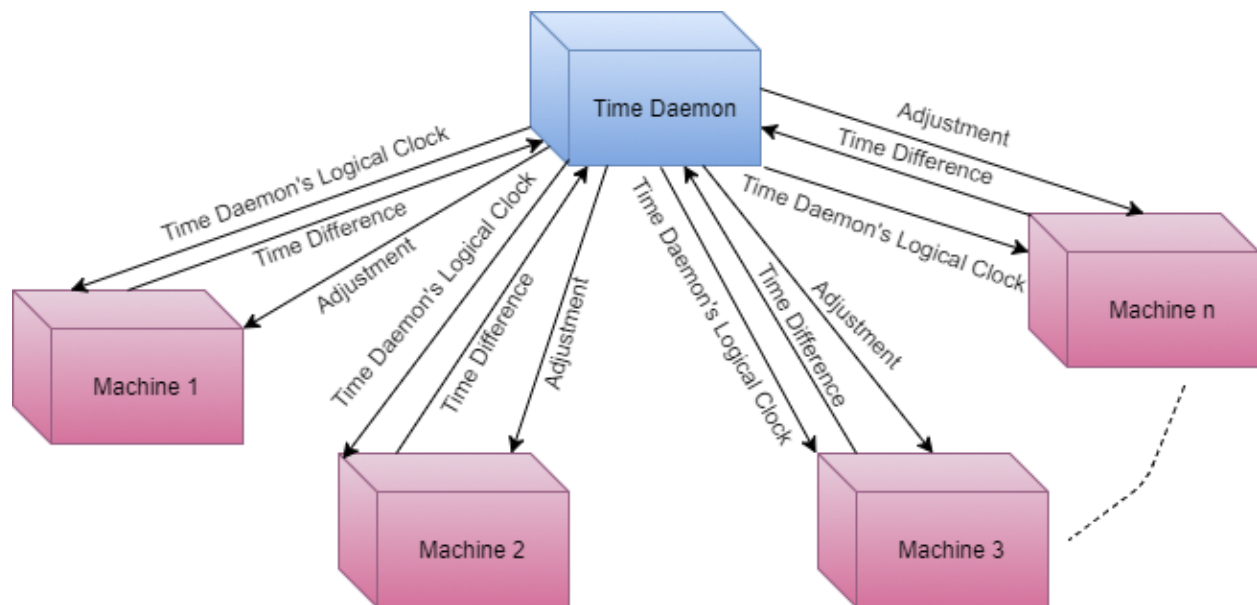 Time Daemon
Time Daemon's Logical Clock
Time Difference
Adjustment
Machine 1
Time Daemon's Logical Clock
Time Difference
Adjustment
Machine 2
Time Daemon's Logical Clock
Time Difference
Adjustment
Machine 3
Adjustment
Time Difference
Time Daemon's Logical Clock
Machine n